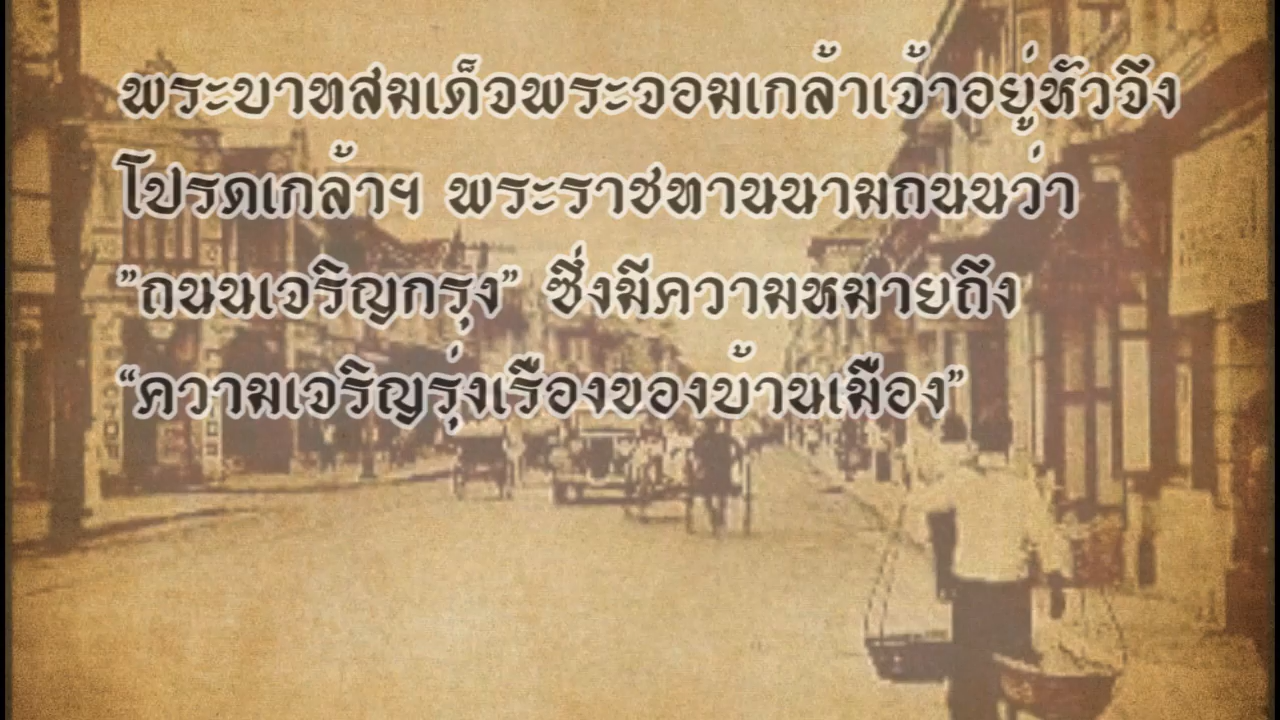 พระบาทสมเด็จพระจอมเกล้าเจ้าอยู่หัวจึง
โปรดเกล้าฯ พระราชทานนามถนนว่า
"ถนนเจริญกรุง" ซึ่งมีความหมายถึง
“ความเจริญรุ่งเรืองของบ้านเมือง”